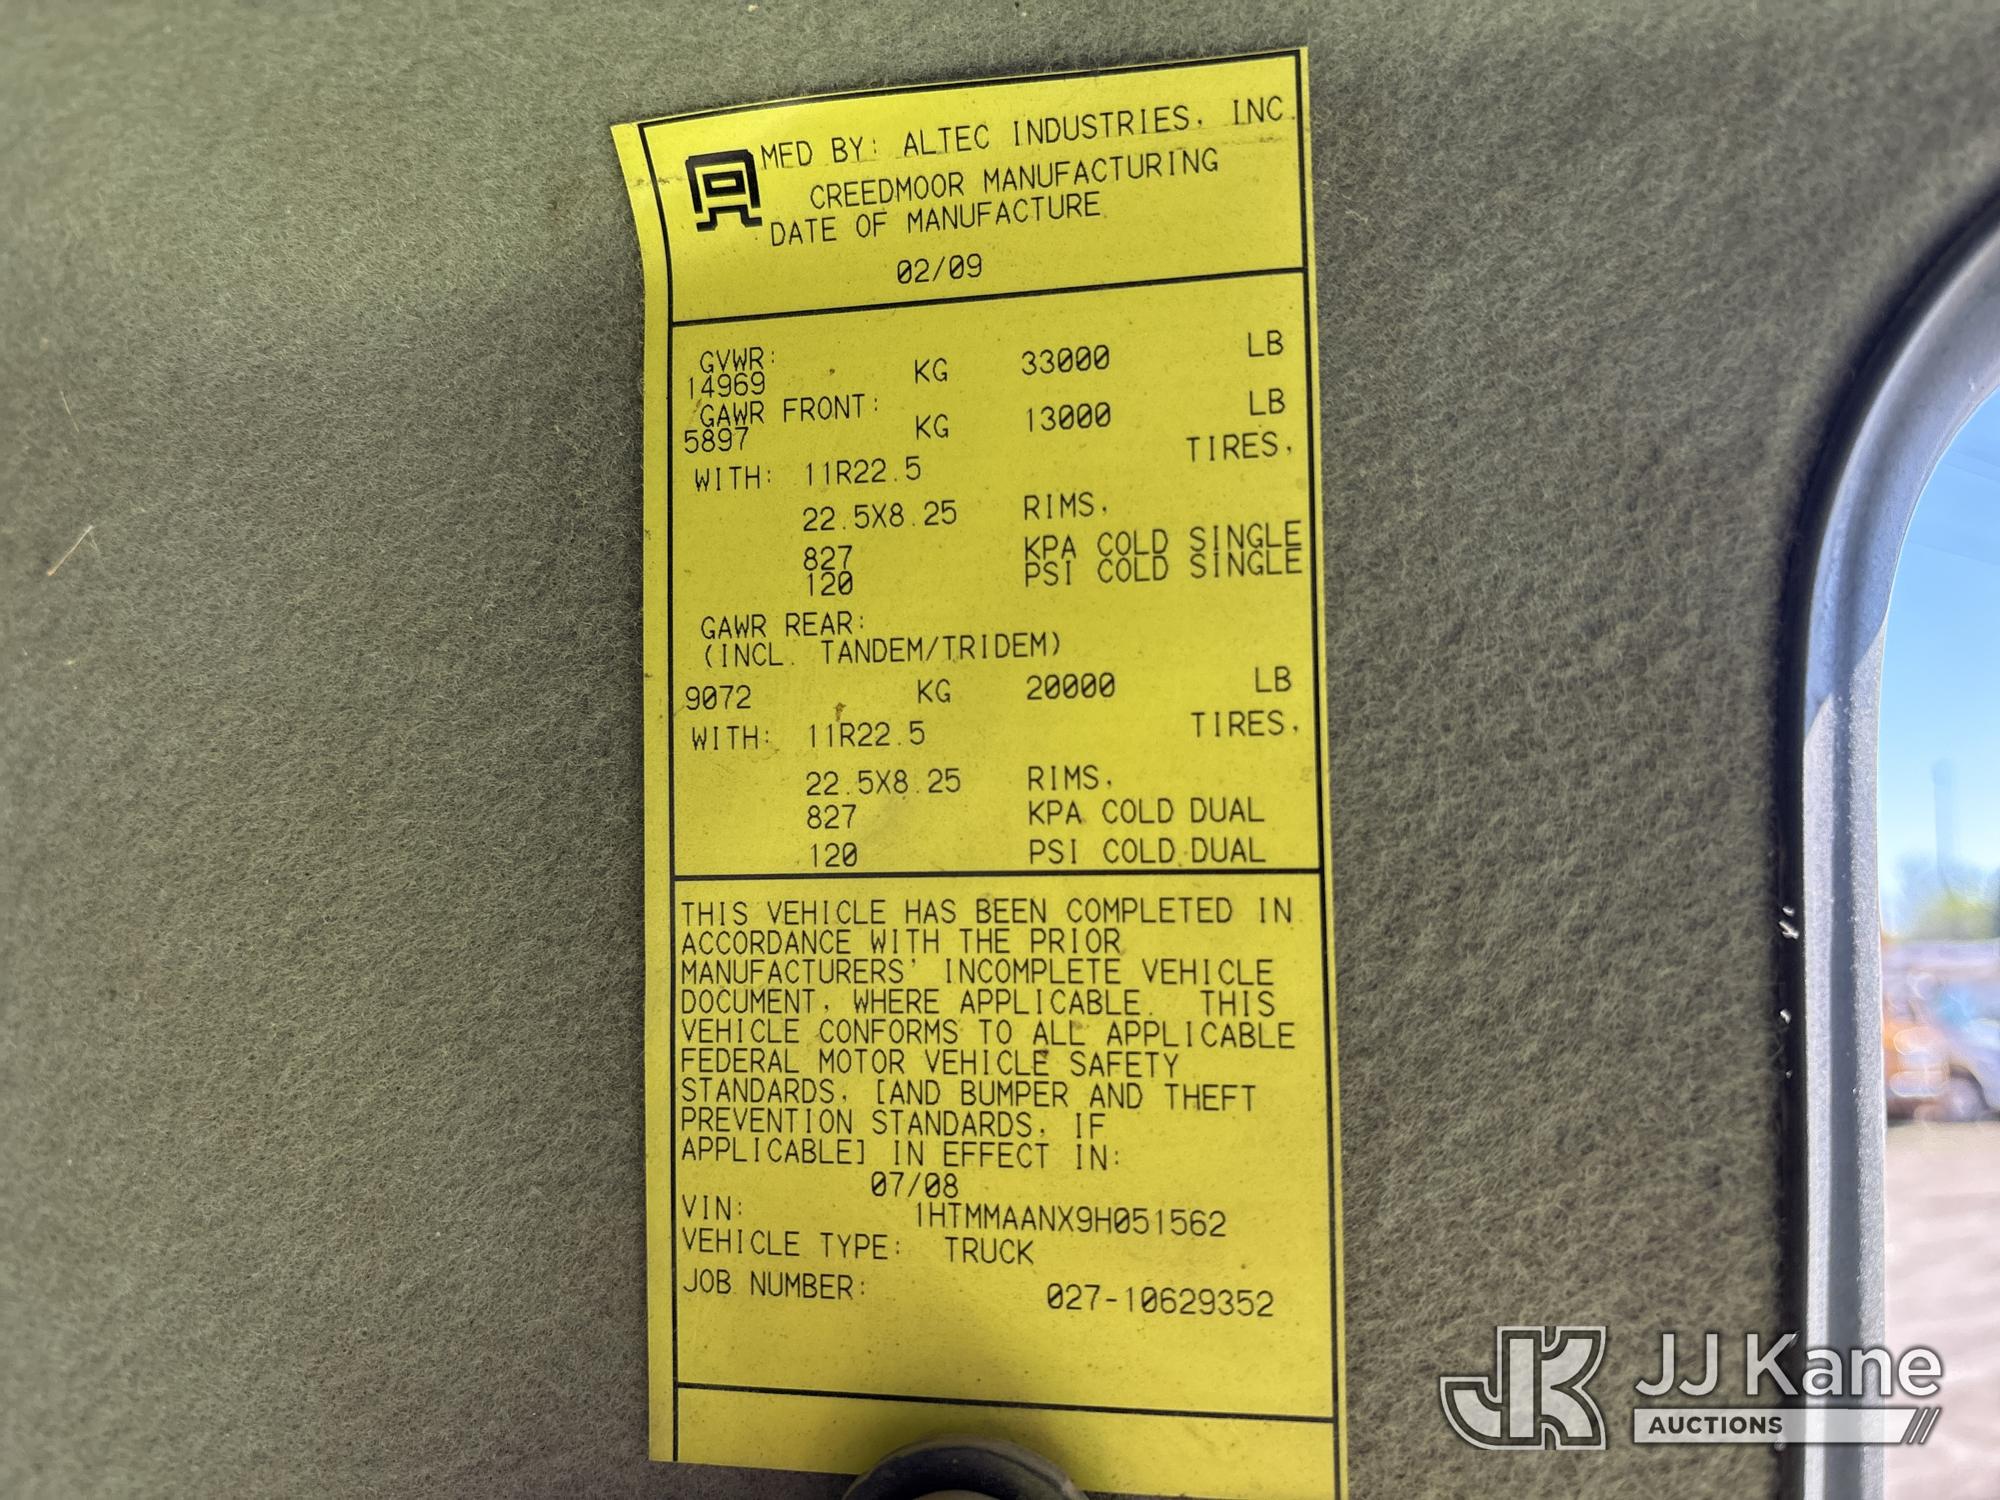 MFD BY: ALTEC INDUSTRIES, INC.
CREEDMOOR MANUFACTURING
DATE OF MANUFACTURE
02/09
GVWR:
14969 KG 33000 LB
GAWR FRONT:
5897 KG 13000 LB
WITH: 11R22.5 TIRES,
22.5X8.25 RIMS,
827 KPA COLD SINGLE
120 PSI COLD SINGLE
GAWR REAR:
(INCL. TANDEM/TRIDEM)
9072 KG 20000 LB
WITH: 11R22.5 TIRES,
22.5X8.25 RIMS,
827 KPA COLD DUAL
120 PSI COLD DUAL
THIS VEHICLE HAS BEEN COMPLETED IN
ACCORDANCE WITH THE PRIOR
MANUFACTURERS' INCOMPLETE VEHICLE
DOCUMENT, WHERE APPLICABLE. THIS
VEHICLE CONFORMS TO ALL APPLICABLE
FEDERAL MOTOR VEHICLE SAFETY
STANDARDS, [AND BUMPER AND THEFT
PREVENTION STANDARDS, IF
APPLICABLE] IN EFFECT IN:
07/08
VIN: 1HTMMAANX9H051562
VEHICLE TYPE: TRUCK
JOB NUMBER: 027-10629352
JK JJ Kane
AUCTIONS